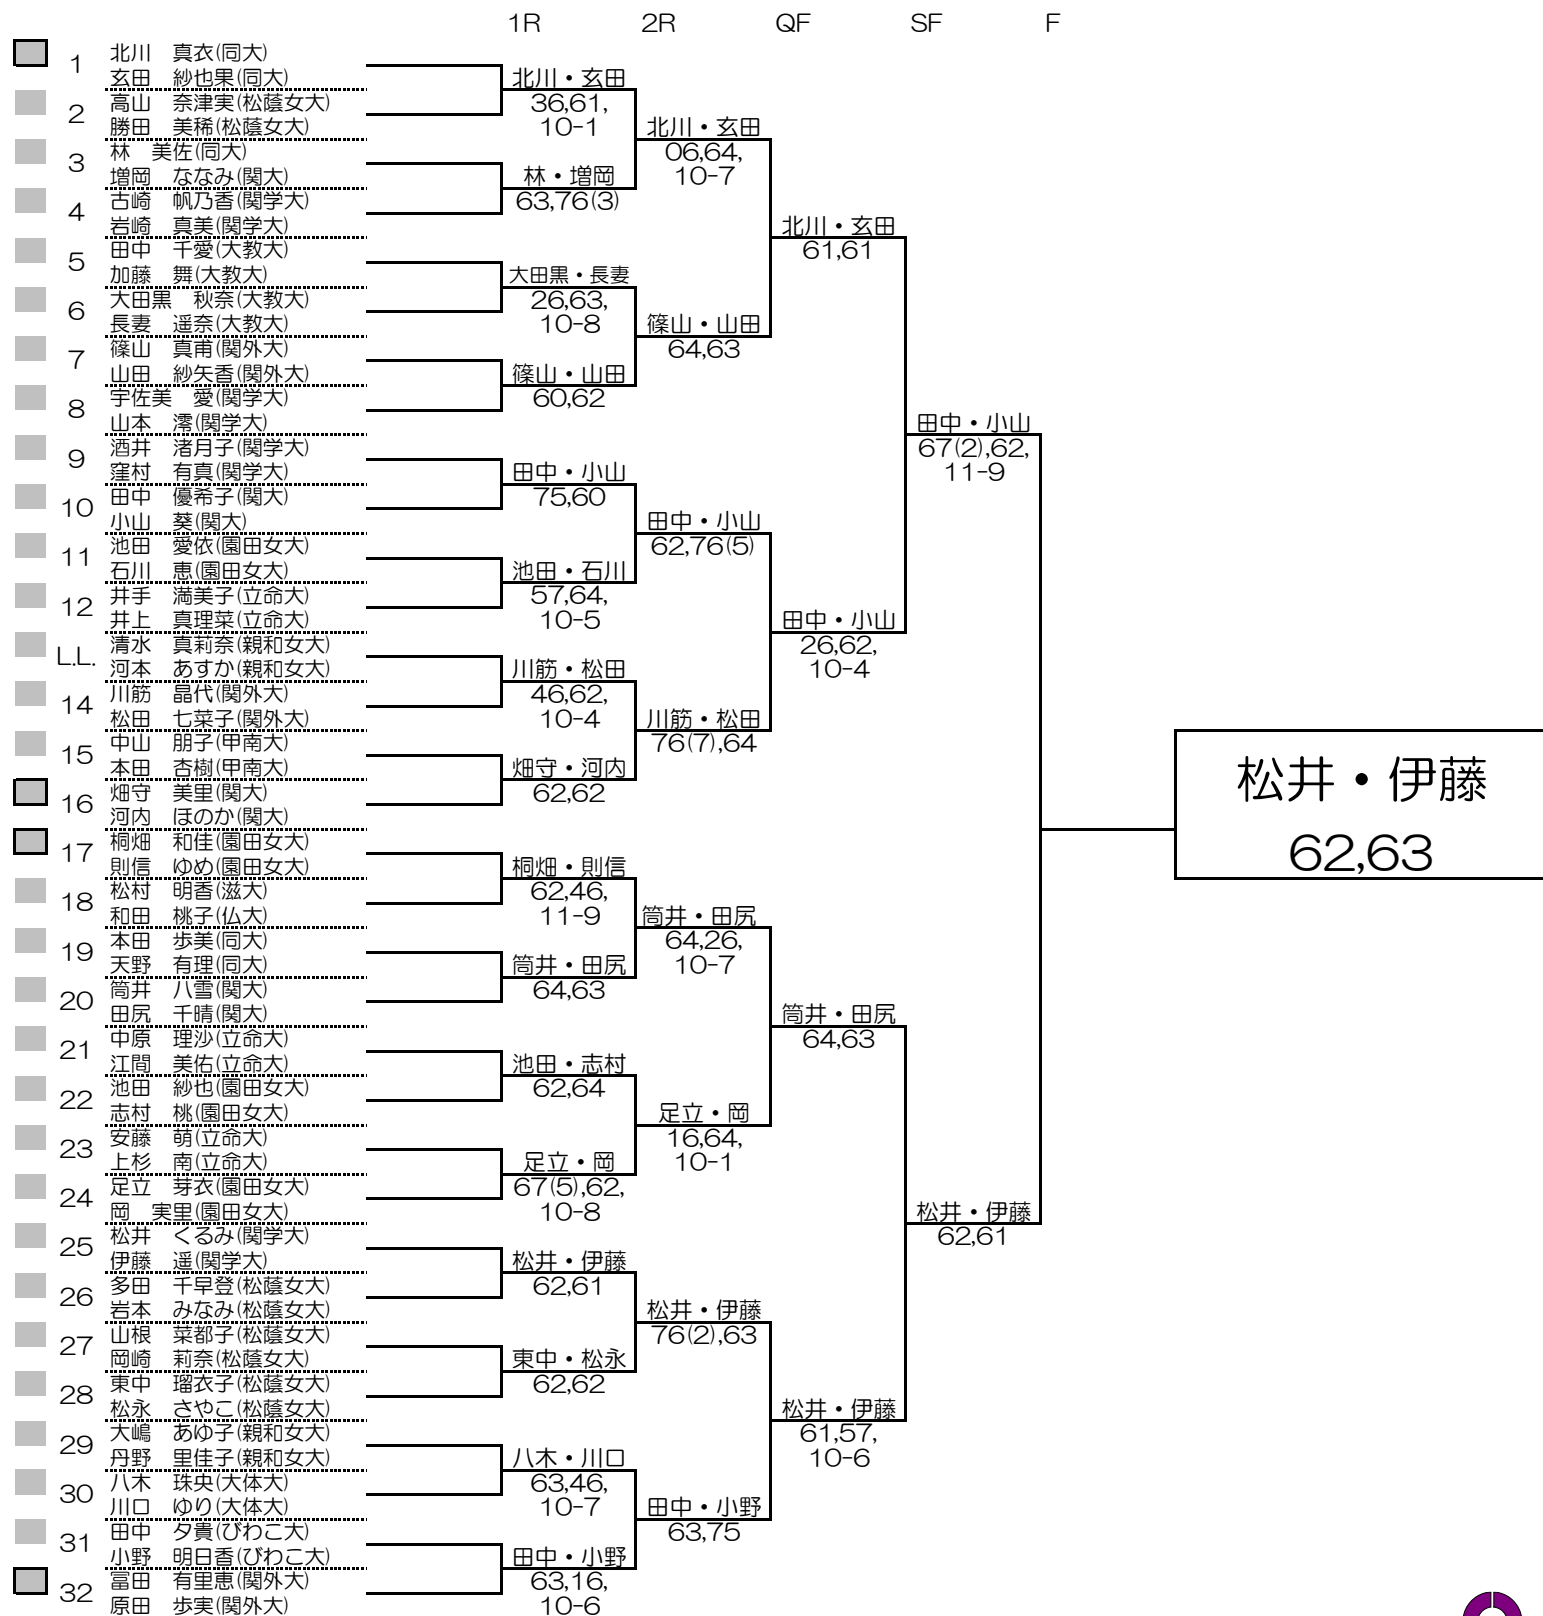 1R 2R QF SF F
1
北川 真衣(同大)
玄田 紗也果(同大)
2
高山 奈津実(松蔭女大)
勝田 美稀(松蔭女大)
3
林 美佐(同大)
増岡 ななみ(関大)
4
古崎 帆乃香(関学大)
岩崎 真美(関学大)
5
田中 千愛(大教大)
加藤 舞(大教大)
6
大田黒 秋奈(大教大)
長妻 遥奈(大教大)
7
篠山 真甫(関外大)
山田 紗矢香(関外大)
8
宇佐美 愛(関学大)
山本 澪(関学大)
9
酒井 渚月子(関学大)
窪村 有真(関学大)
10
田中 優希子(関大)
小山 葵(関大)
11
池田 愛依(園田女大)
石川 恵(園田女大)
12
井手 満美子(立命大)
井上 真理菜(立命大)
L.L.
清水 真莉奈(親和女大)
河本 あすか(親和女大)
14
川筋 晶代(関外大)
松田 七菜子(関外大)
15
中山 朋子(甲南大)
本田 杏樹(甲南大)
16
畑守 美里(関大)
河内 ほのか(関大)
17
桐畑 和佳(園田女大)
則信 ゆめ(園田女大)
18
松村 明香(滋大)
和田 桃子(仏大)
19
本田 歩美(同大)
天野 有理(同大)
20
筒井 八雪(関大)
田尻 千晴(関大)
21
中原 理沙(立命大)
江間 美佑(立命大)
22
池田 紗也(園田女大)
志村 桃(園田女大)
23
安藤 萌(立命大)
上杉 南(立命大)
24
足立 芽衣(園田女大)
岡 実里(園田女大)
25
松井 くるみ(関学大)
伊藤 遥(関学大)
26
多田 千早登(松蔭女大)
岩本 みなみ(松蔭女大)
27
山根 菜都子(松蔭女大)
岡崎 莉奈(松蔭女大)
28
東中 瑠衣子(松蔭女大)
松永 さやこ(松蔭女大)
29
大嶋 あゆ子(親和女大)
丹野 里佳子(親和女大)
30
八木 珠央(大体大)
川口 ゆり(大体大)
31
田中 夕貴(びわこ大)
小野 明日香(びわこ大)
32
冨田 有里恵(関外大)
原田 歩実(関外大)
北川・玄田
36,61,
10-1
林・増岡
63,76(3)
大田黒・長妻
26,63,
10-8
篠山・山田
60,62
田中・小山
75,60
池田・石川
57,64,
10-5
川筋・松田
46,62,
10-4
畑守・河内
62,62
桐畑・則信
62,46,
11-9
筒井・田尻
64,63
池田・志村
62,64
足立・岡
67(5),62,
10-8
松井・伊藤
62,61
東中・松永
62,62
八木・川口
63,46,
10-7
田中・小野
63,16,
10-6
北川・玄田
06,64,
10-7
篠山・山田
64,63
田中・小山
62,76(5)
川筋・松田
76(7),64
筒井・田尻
64,26,
10-7
足立・岡
16,64,
10-1
松井・伊藤
76(2),63
田中・小野
63,75
北川・玄田
61,61
田中・小山
26,62,
10-4
筒井・田尻
64,63
松井・伊藤
61,57,
10-6
田中・小山
67(2),62,
11-9
松井・伊藤
62,61
松井・伊藤
62,63